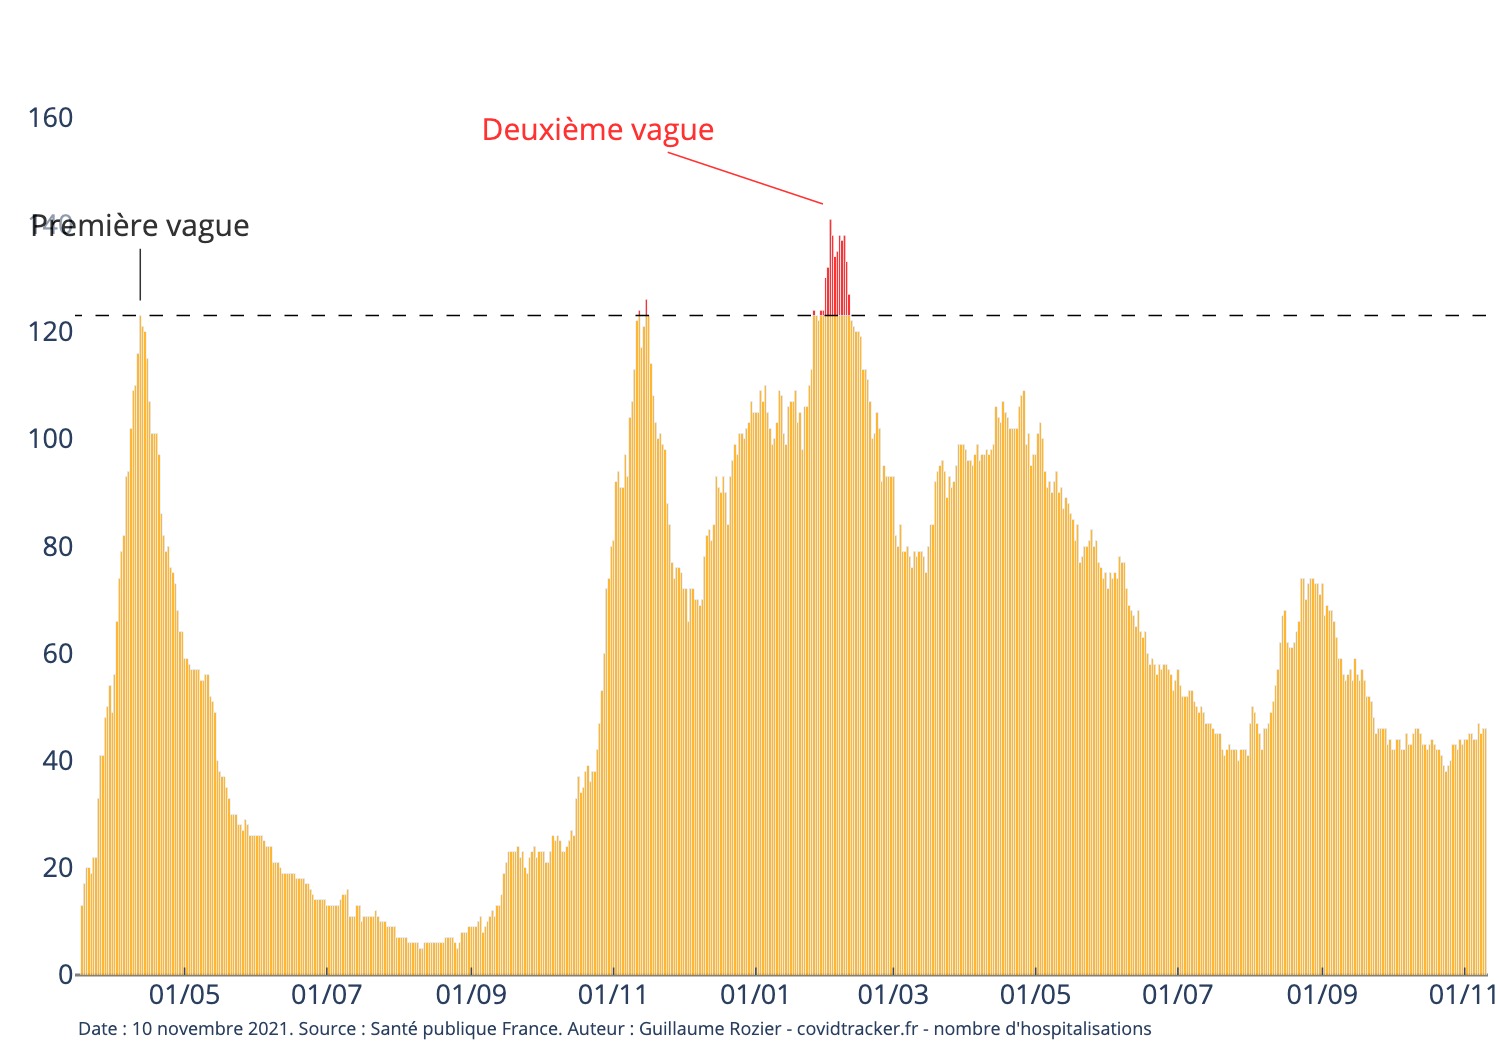 160
Deuxième vague
140
Première vague
120
100
80
60
40
20
0
01/05 01/07 01/09 01/11 01/01 01/03 01/05 01/07 01/09 01/11
Date : 10 novembre 2021. Source : Santé publique France. Auteur : Guillaume Rozier - covidtracker.fr - nombre d'hospitalisations